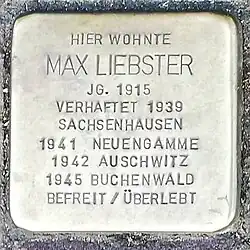 HIER WOHNTE
MAX LIEBSTER
JG. 1915
VERHAFTET 1939
SACHSENHAUSEN
1941 NEUENGAMME
1942 AUSCHWITZ
1945 BUCHENWALD
BEFREIT / ÜBERLEBT